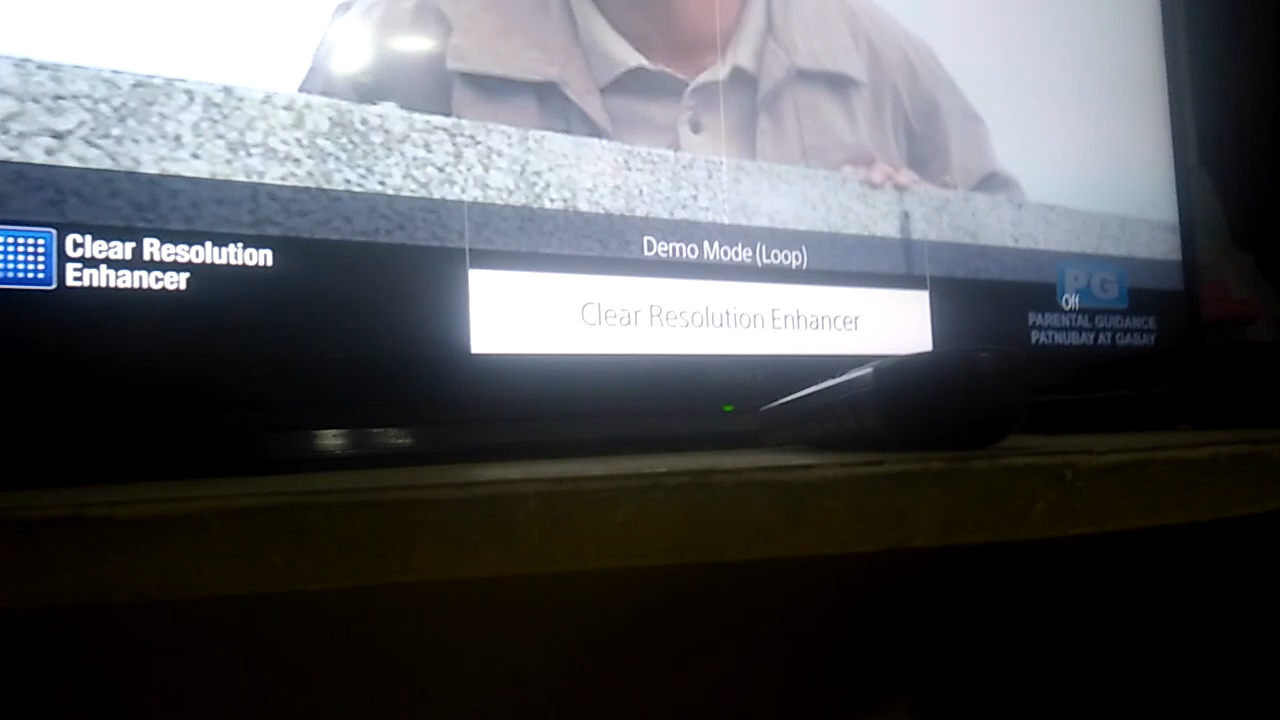 Clear Resolution
Enhancer
Demo Mode (Loop)
Clear Resolution Enhancer
PG
Off
PARENTAL GUIDANCE
PATNUBAY AT GABAY